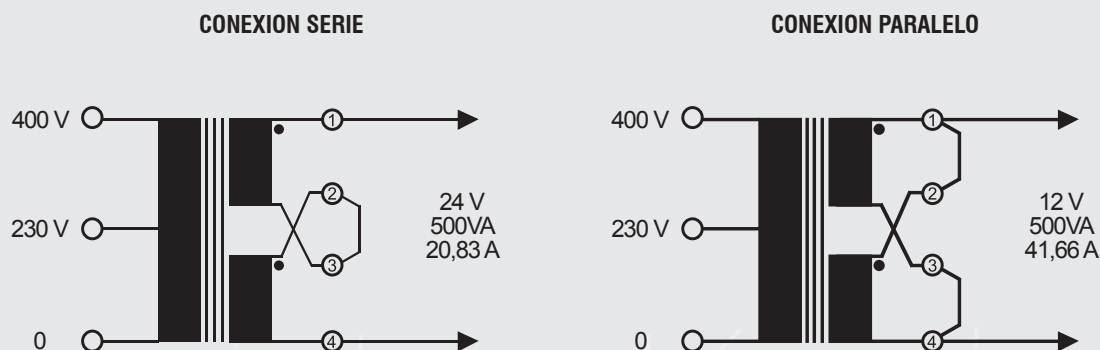 CONEXION SERIE
400 V
230 V
0
1
2
3
4
24 V
500VA
20,83 A
CONEXION PARALELO
400 V
230 V
0
1
2
3
4
12 V
500VA
41,66 A